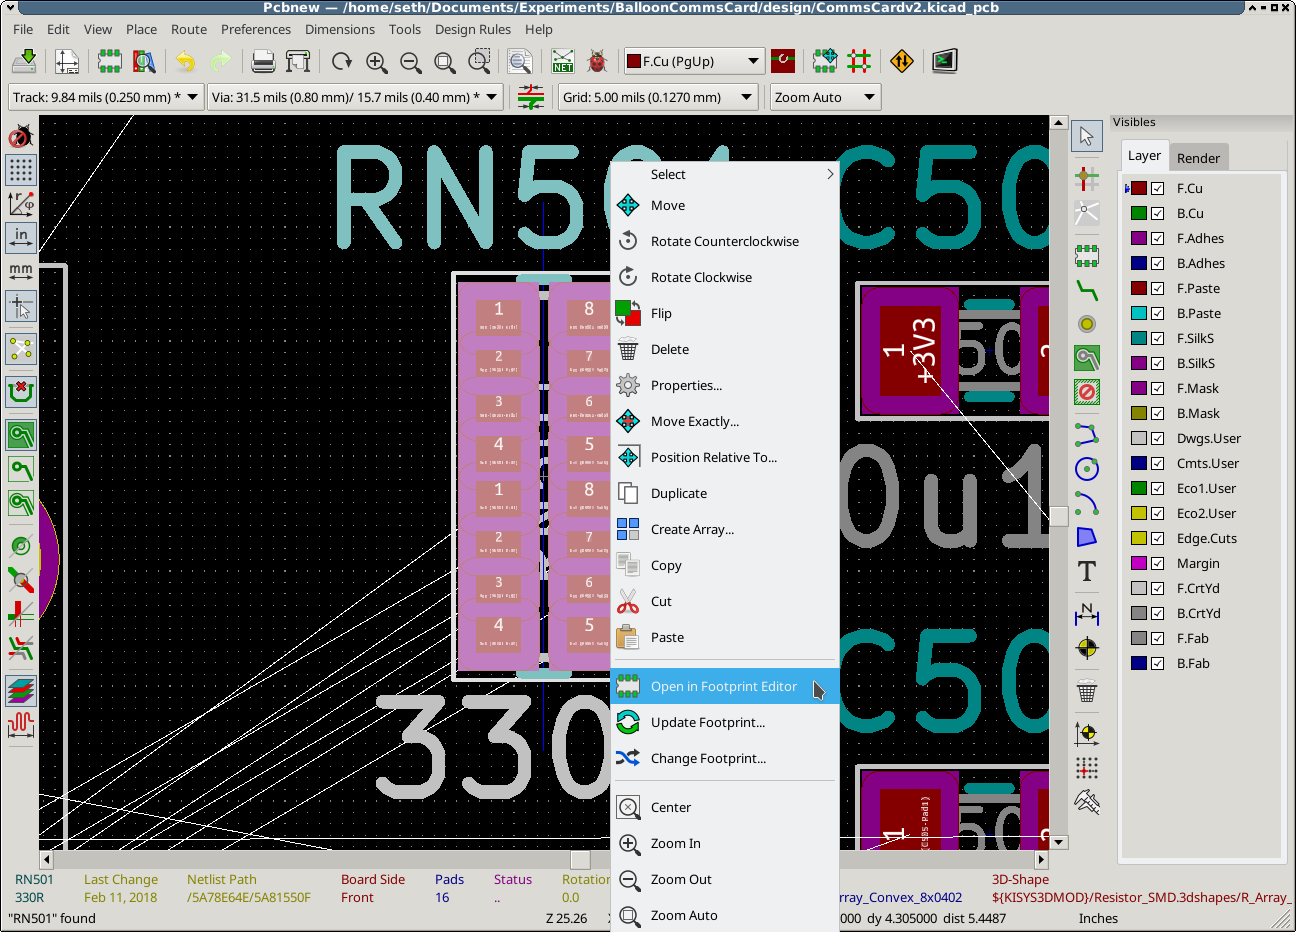 Pcbnew — /home/seth/Documents/Experiments/BalloonCommsCard/design/CommsCardv2.kicad_pcb
File Edit View Place Route Preferences Dimensions Tools Design Rules Help
NET
F.Cu (PgUp)
Track: 9.84 mils (0.250 mm) *
Via: 31.5 mils (0.80 mm)/ 15.7 mils (0.40 mm) *
Grid: 5.00 mils (0.1270 mm)
Zoom Auto
in
mm
RN501
C50
C50
1 8
2 7
3 6
4 5
1 8
2 7
3 6
4 5
330
1
+3V3
50
2
0u1
1
50
2
Select
Move
Rotate Counterclockwise
Rotate Clockwise
Flip
Delete
Properties...
Move Exactly...
Position Relative To...
Duplicate
Create Array...
Copy
Cut
Paste
Open in Footprint Editor
Update Footprint...
Change Footprint...
Center
Zoom In
Zoom Out
Zoom Auto
T
N
Visibles
Layer Render
F.Cu
B.Cu
F.Adhes
B.Adhes
F.Paste
B.Paste
F.SilkS
B.SilkS
F.Mask
B.Mask
Dwgs.User
Cmts.User
Eco1.User
Eco2.User
Edge.Cuts
Margin
F.CrtYd
B.CrtYd
F.Fab
B.Fab
RN501 Last Change Netlist Path Board Side Pads Status Rotation 3D-Shape
330R Feb 11, 2018 /5A78E64E/5A81550F Front 16 .. 0.0 rray_Convex_8x0402 ${KISYS3DMOD}/Resistor_SMD.3dshapes/R_Array_
"RN501" found Z 25.26 000 dy 4.305000 dist 5.4487 Inches